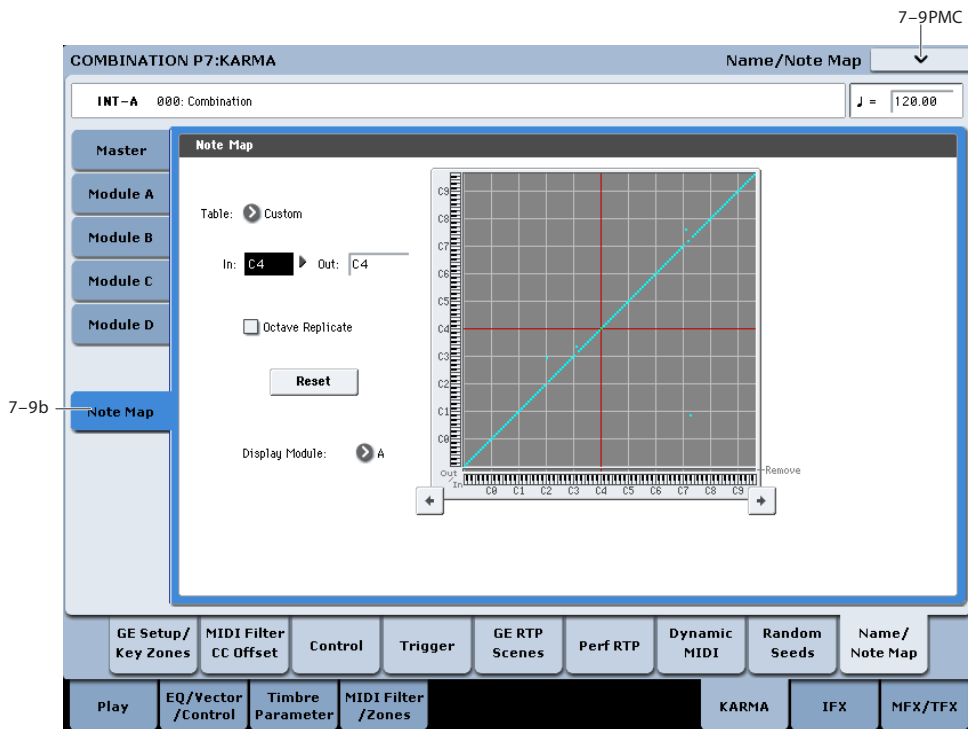 7–9PMC
COMBINATION P7:KARMA
Name/Note Map
INT-A 000: Combination
♩ = 120.00
Master
Module A
Module B
Module C
Module D
7–9b
Note Map
Note Map
Table: Custom
In: C4 Out: C4
Octave Replicate
Reset
Display Module: A
C9
C8
C7
C6
C5
C4
C3
C2
C1
C0
Out
/In
Remove
C0 C1 C2 C3 C4 C5 C6 C7 C8 C9
GE Setup/
Key Zones
MIDI Filter
CC Offset
Control
Trigger
GE RTP
Scenes
Perf RTP
Dynamic
MIDI
Random
Seeds
Name/
Note Map
Play
EQ/Vector
/Control
Timbre
Parameter
MIDI Filter
/Zones
KARMA
IFX
MFX/TFX